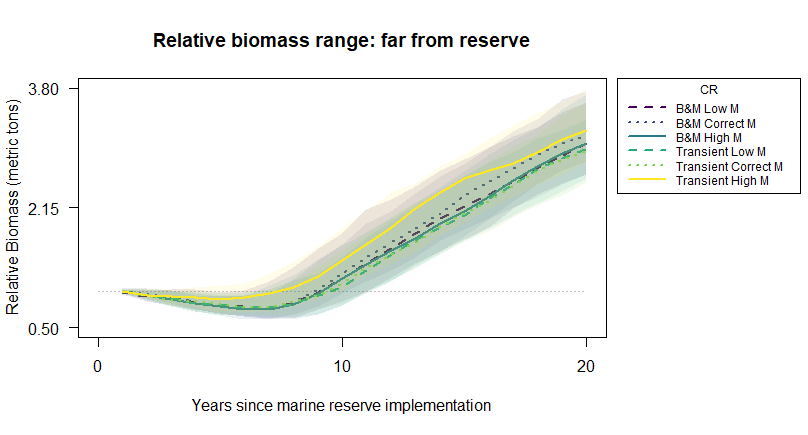 Relative biomass range: far from reserve
Relative Biomass (metric tons)
3.80
2.15
0.50
0
10
20
Years since marine reserve implementation
CR
B&M Low M
B&M Correct M
B&M High M
Transient Low M
Transient Correct M
Transient High M